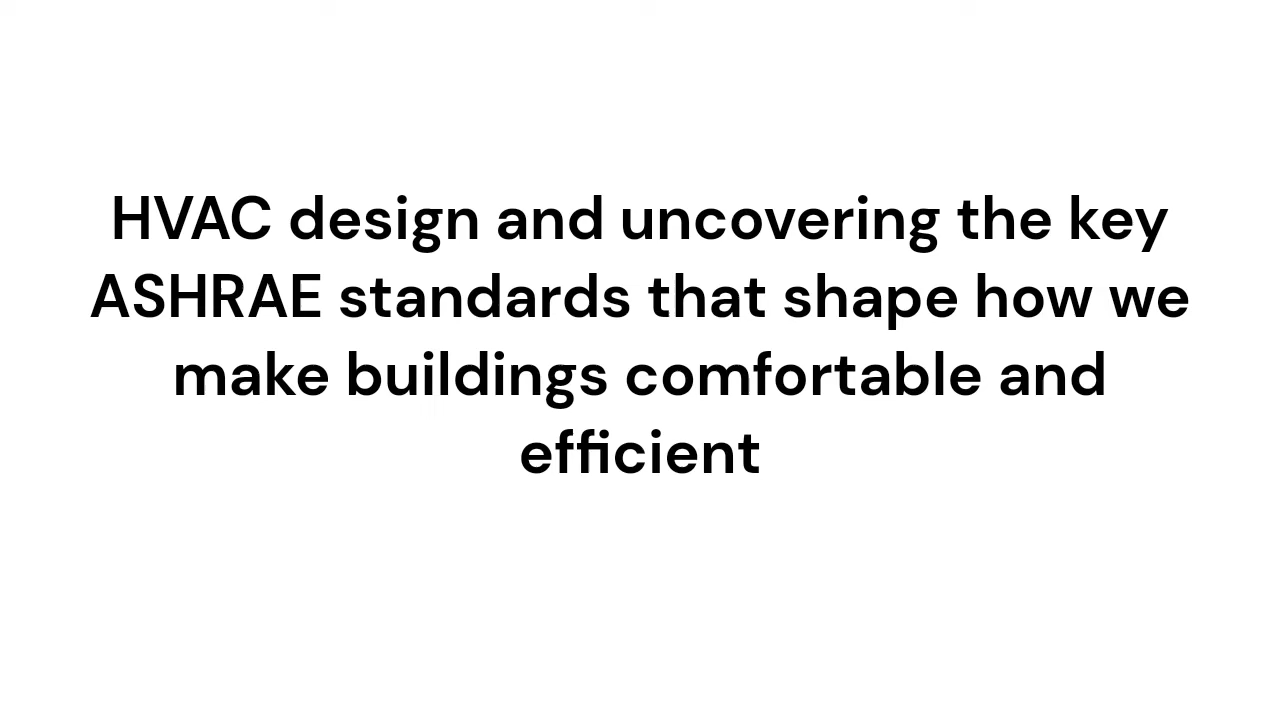 HVAC design and uncovering the key
ASHRAE standards that shape how we
make buildings comfortable and
efficient